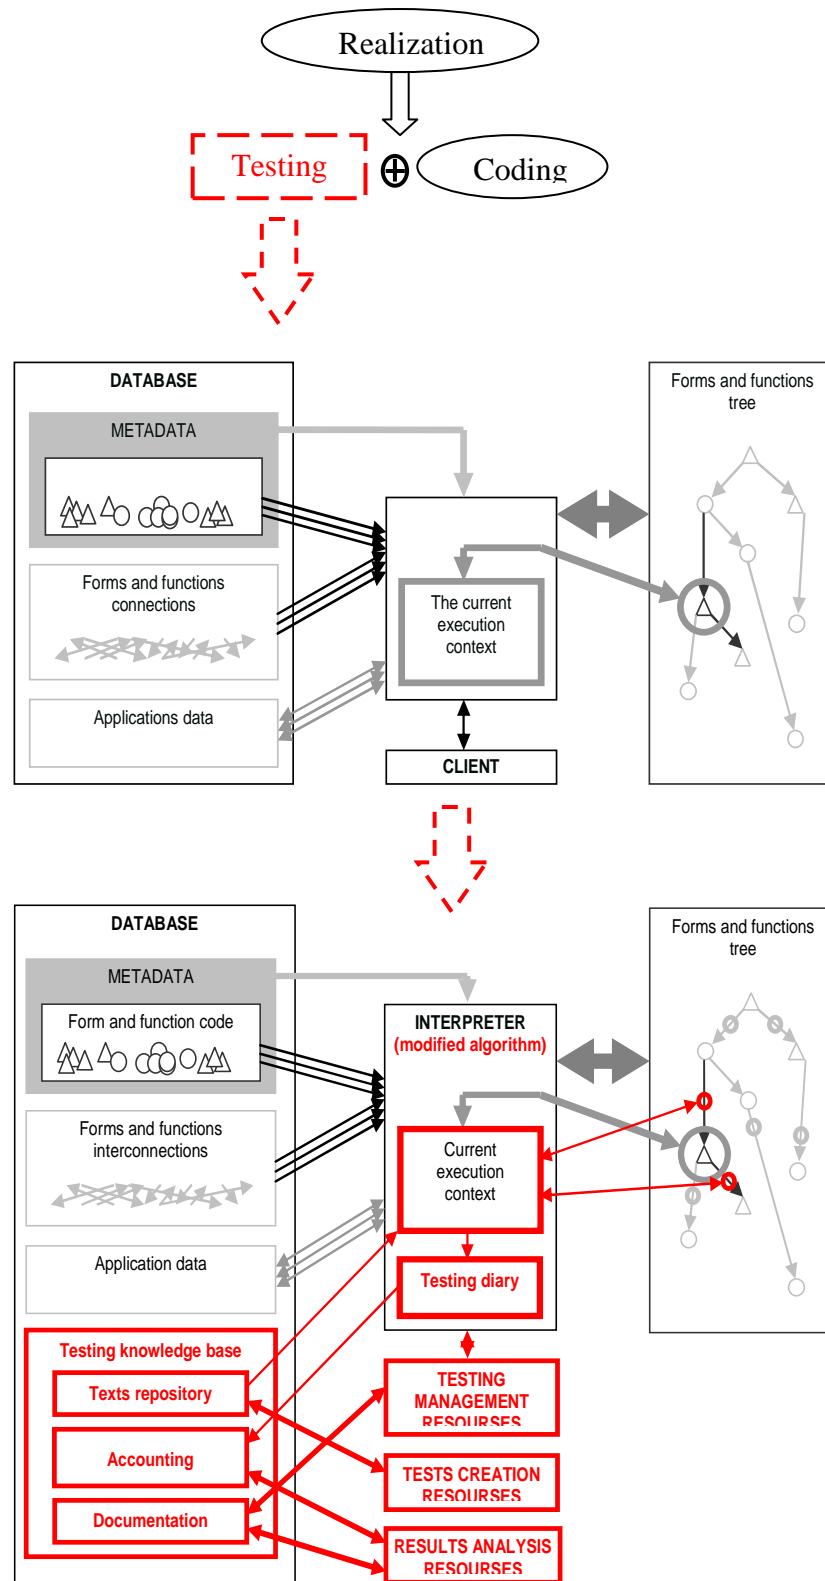 Realization
Testing
Coding
DATABASE
METADATA
Forms and functions
connections
Applications data
The current
execution
context
CLIENT
Forms and functions
tree
DATABASE
METADATA
Form and function code
Forms and functions
interconnections
Application data
INTERPRETER
(modified algorithm)
Current
execution
context
Testing diary
Forms and functions
tree
Testing knowledge base
Texts repository
Accounting
Documentation
TESTING
MANAGEMENT
RESOURSES
TESTS CREATION
RESOURSES
RESULTS ANALYSIS
RESOURSES